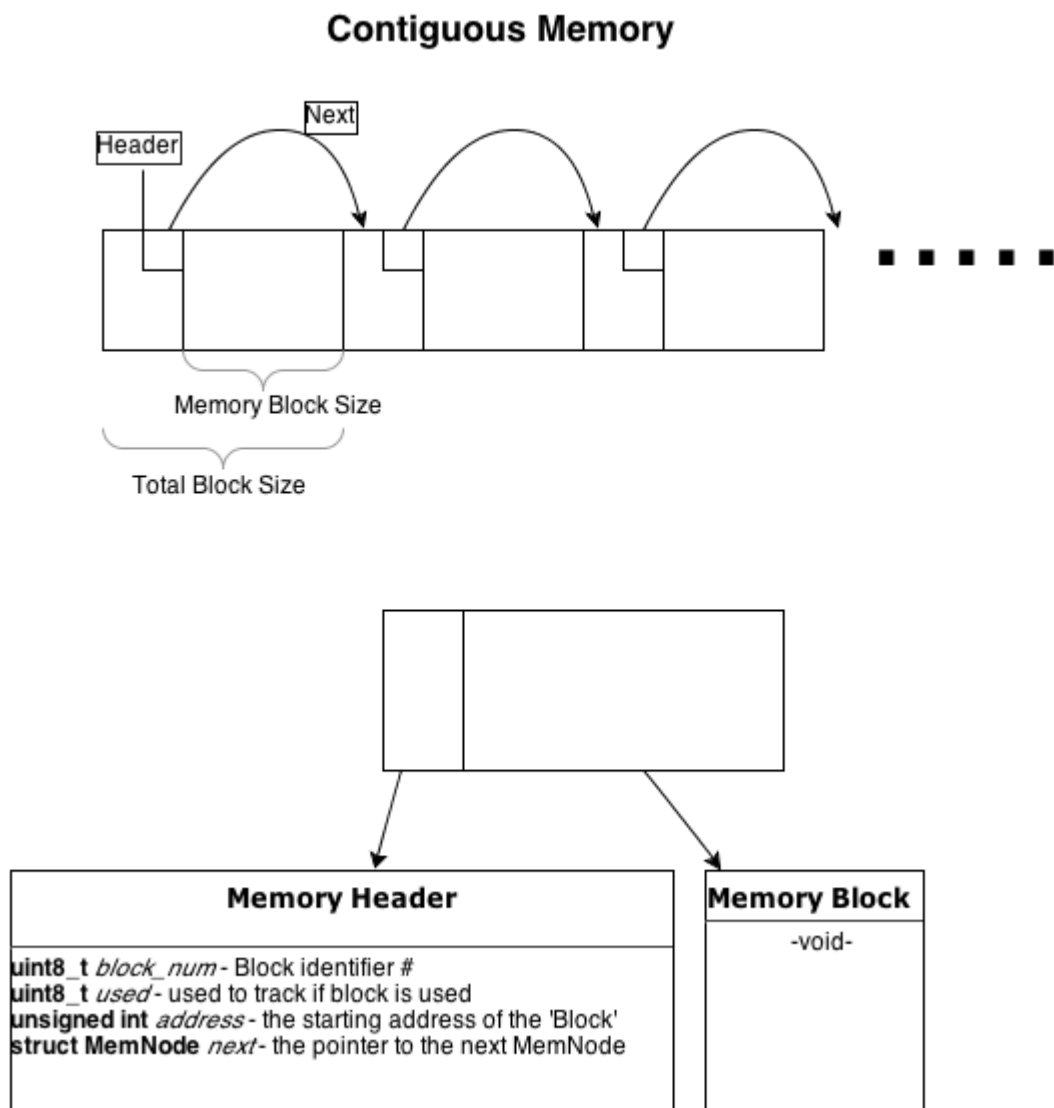 Contiguous Memory
Next
Header
Memory Block Size
Total Block Size
Memory Header
uint8_t block_num - Block identifier #
uint8_t used - used to track if block is used
unsigned int address - the starting address of the 'Block'
struct MemNode next - the pointer to the next MemNode
Memory Block
-void-